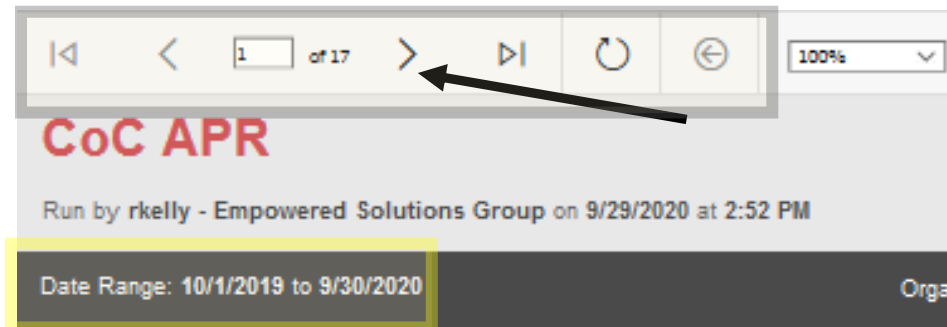 1 of 17 100%
CoC APR
Run by rkelly - Empowered Solutions Group on 9/29/2020 at 2:52 PM
Date Range: 10/1/2019 to 9/30/2020 Orga